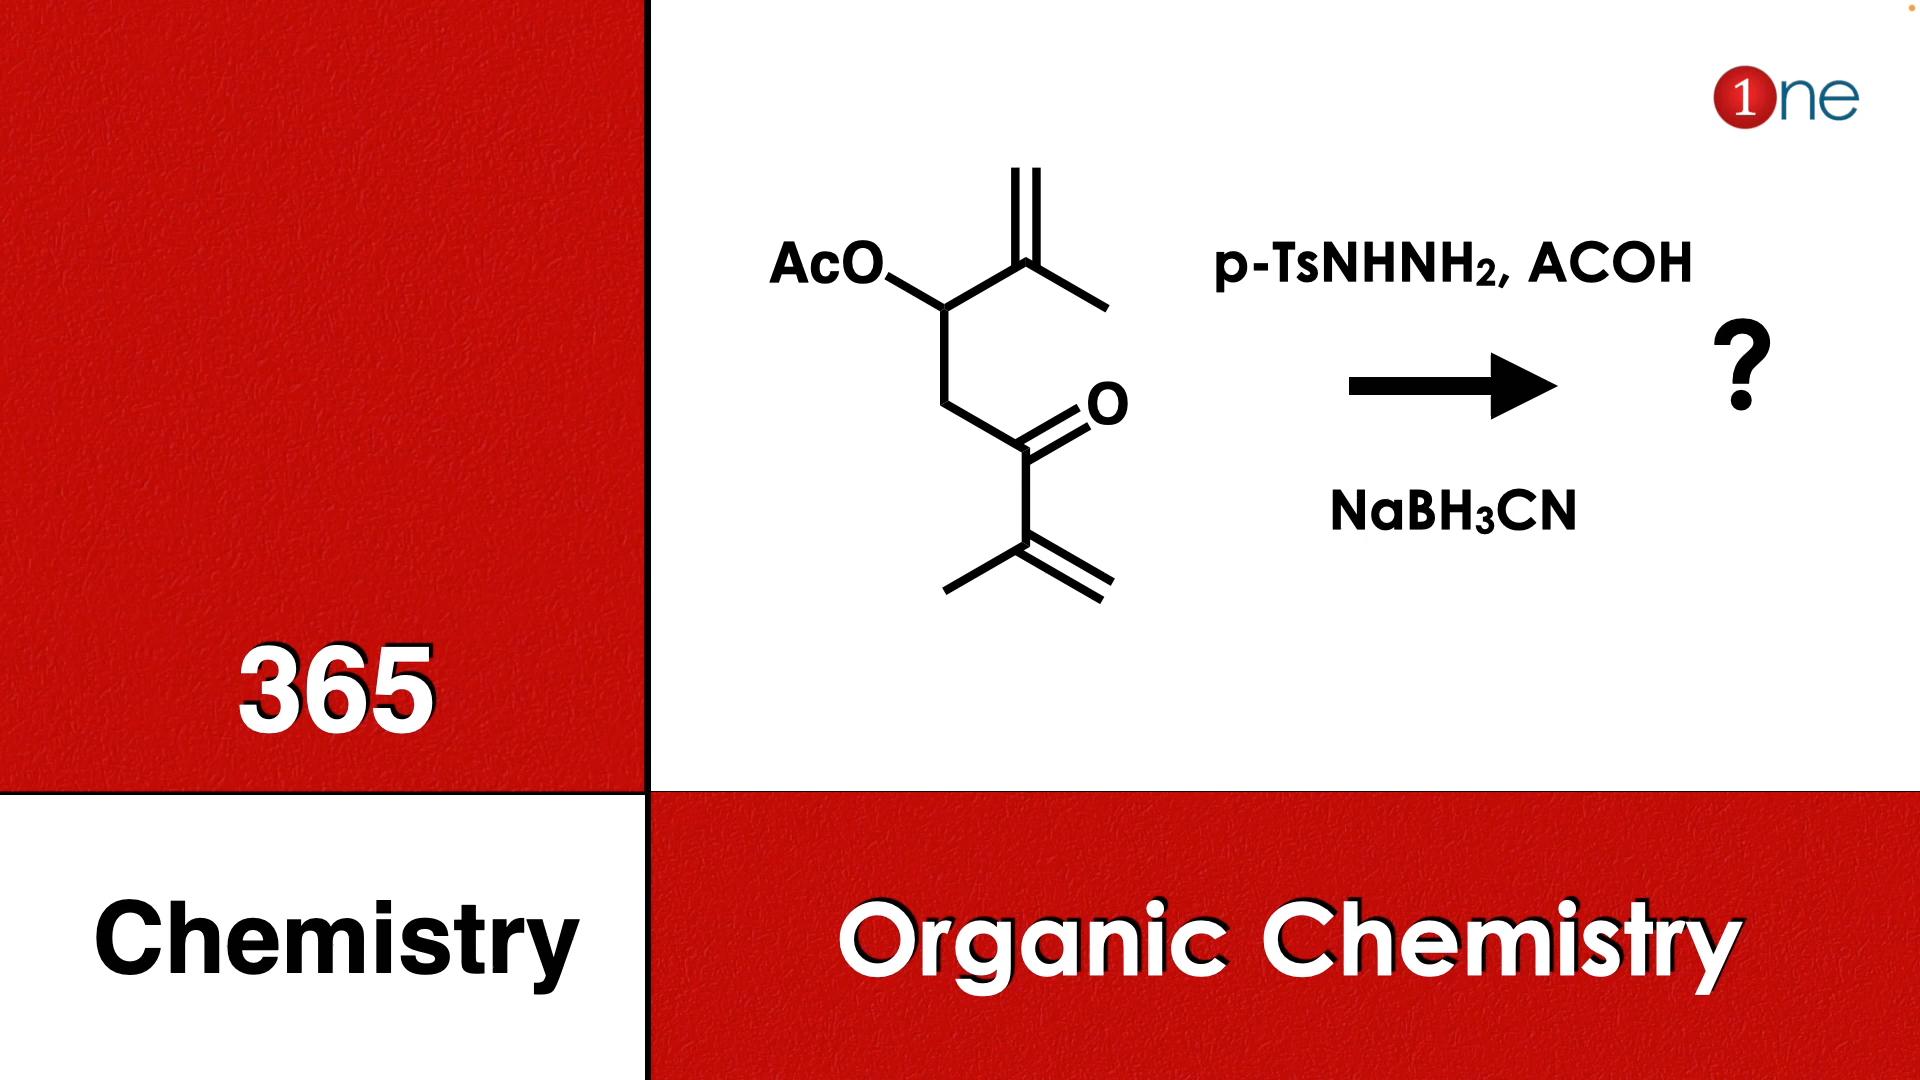 1ne
AcO
O
p-TsNHNH₂, ACOH
?
NaBH₃CN
365
Chemistry
Organic Chemistry